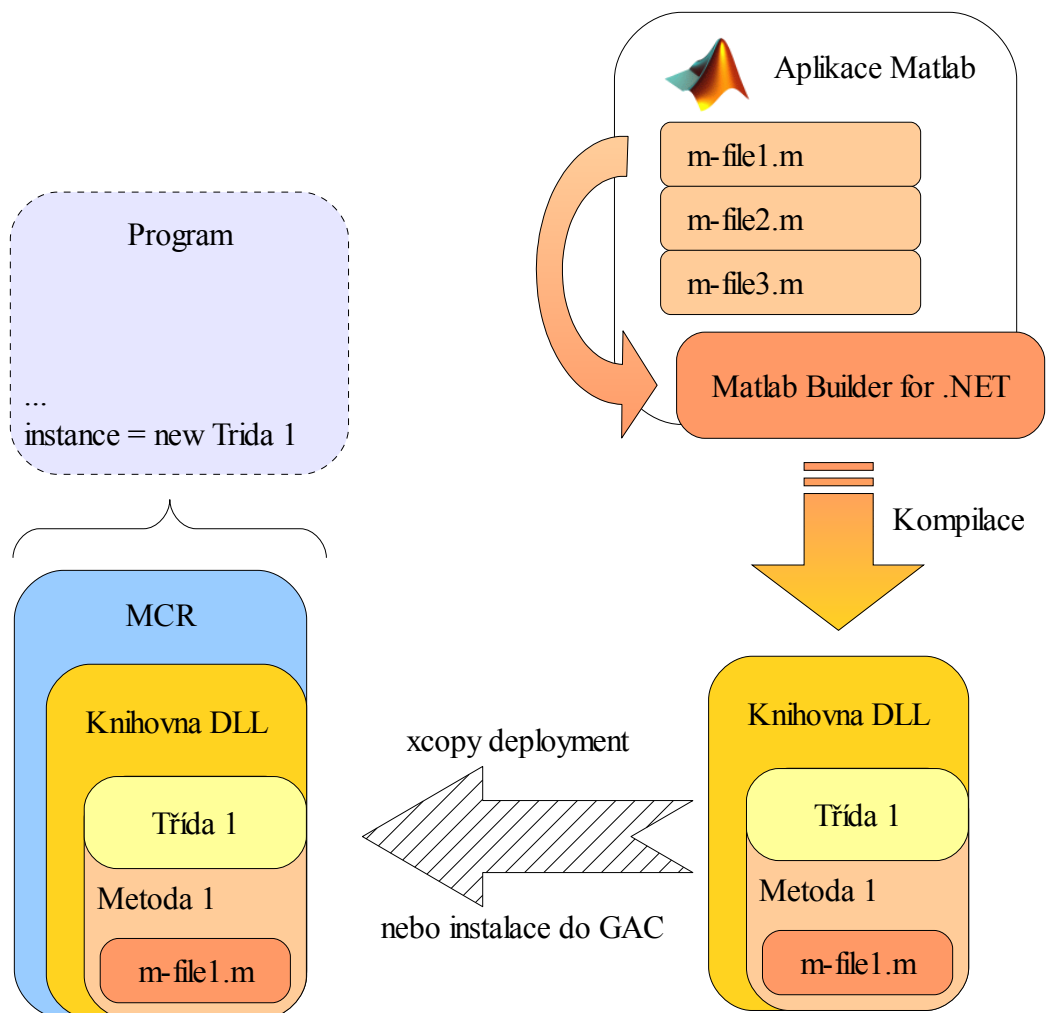 Aplikace Matlab
m-file1.m
m-file2.m
m-file3.m
Matlab Builder for .NET
Kompilace
Program
...
instance = new Trida 1
MCR
Knihovna DLL
Třída 1
Metoda 1
m-file1.m
xcopy deployment
nebo instalace do GAC
Knihovna DLL
Třída 1
Metoda 1
m-file1.m